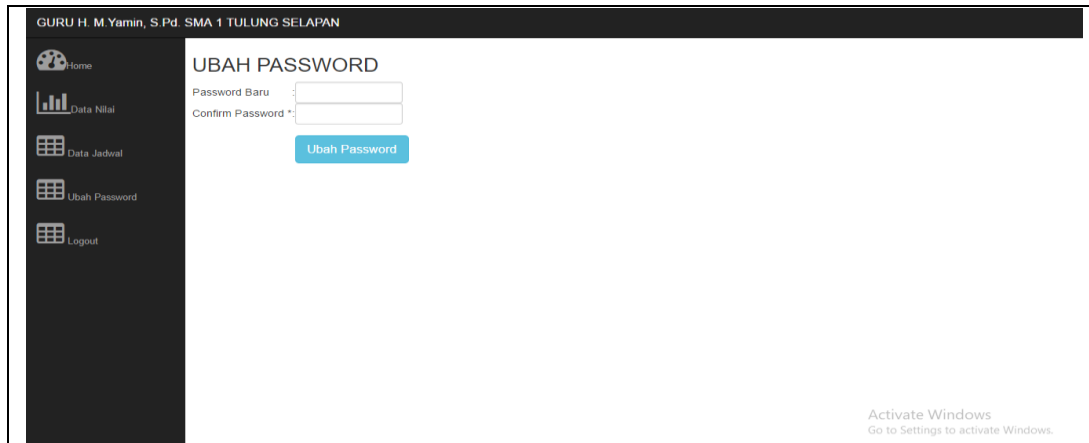 GURU H. M.Yamin, S.Pd. SMA 1 TULUNG SELAPAN
Home
Data Nilai
Data Jadwal
Ubah Password
Logout
UBAH PASSWORD
Password Baru :
Confirm Password *:
Ubah Password
Activate Windows
Go to Settings to activate Windows.